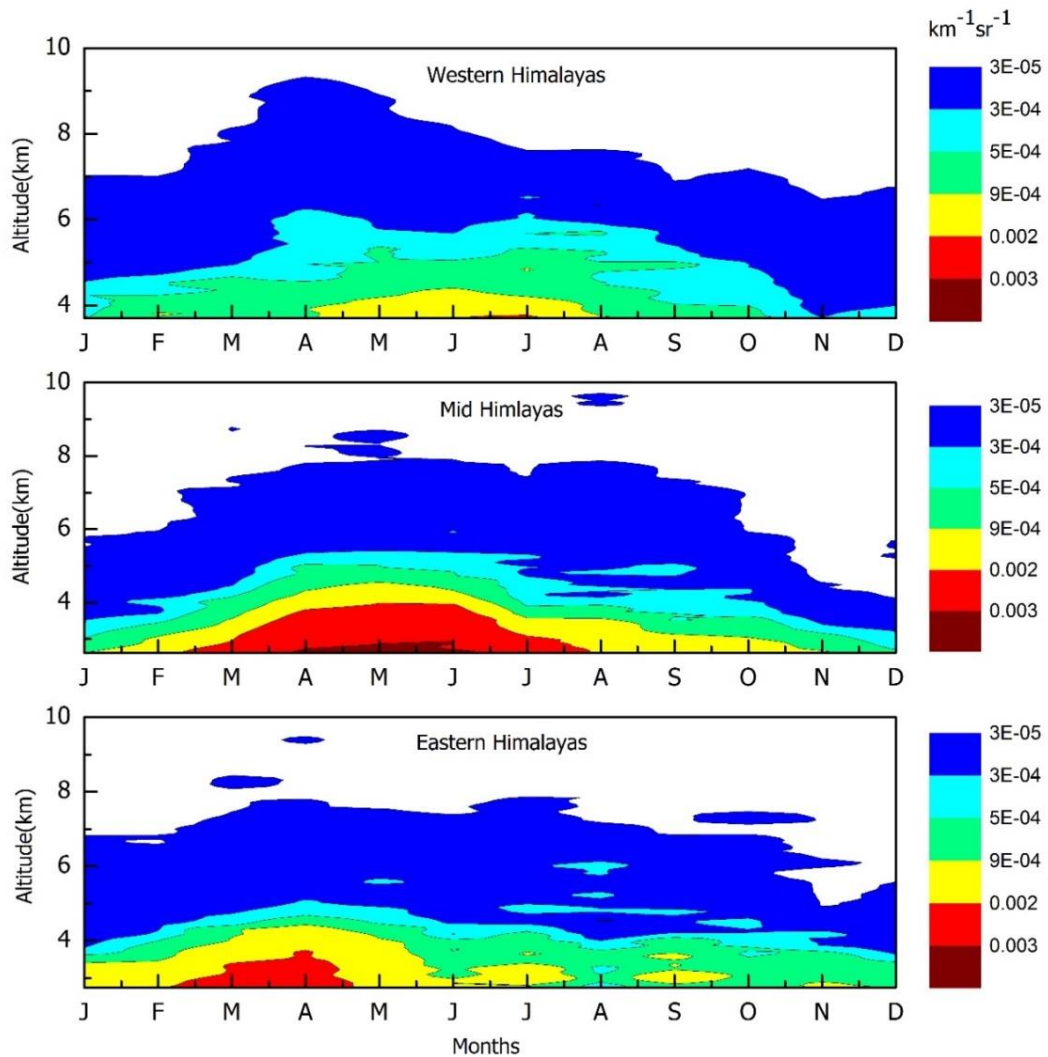 km⁻¹sr⁻¹
Western Himalayas
Altitude(km)
10
8
6
4
J F M A M J J A S O N D
3E-05
3E-04
5E-04
9E-04
0.002
0.003
Mid Himlayas
Altitude(km)
10
8
6
4
J F M A M J J A S O N D
3E-05
3E-04
5E-04
9E-04
0.002
0.003
Eastern Himalayas
Altitude(km)
10
8
6
4
J F M A M J J A S O N D
Months
3E-05
3E-04
5E-04
9E-04
0.002
0.003